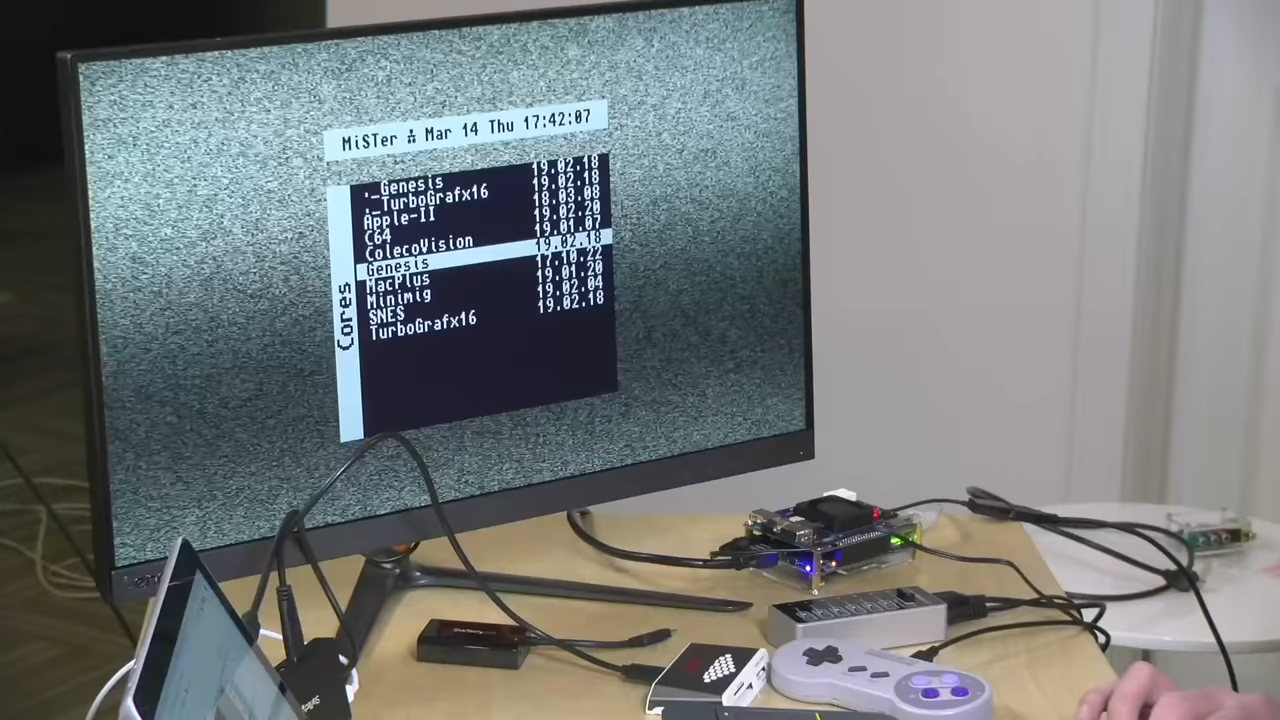 MiSTer Mar 14 Thu 17:42:07
Cores
._Genesis 19.02.18
._TurboGrafx16 19.02.18
Apple-II 18.03.08
C64 19.02.20
ColecoVision 19.01.07
Genesis 19.02.18
MacPlus 17.10.22
Minimig 19.01.20
SNES 19.02.04
TurboGrafx16 19.02.18